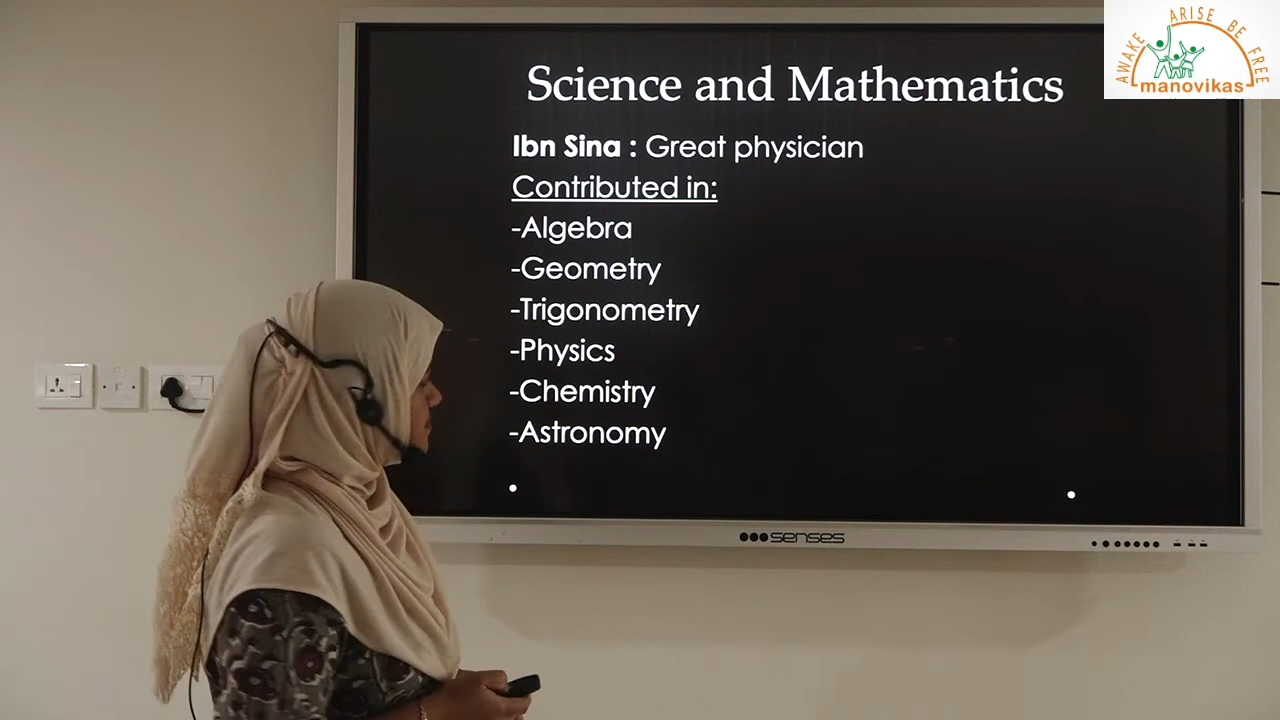 Science and Mathematics
Ibn Sina : Great physician
Contributed in:
-Algebra
-Geometry
-Trigonometry
-Physics
-Chemistry
-Astronomy
senses
AWAKE ARISE BE FREE
manovikas